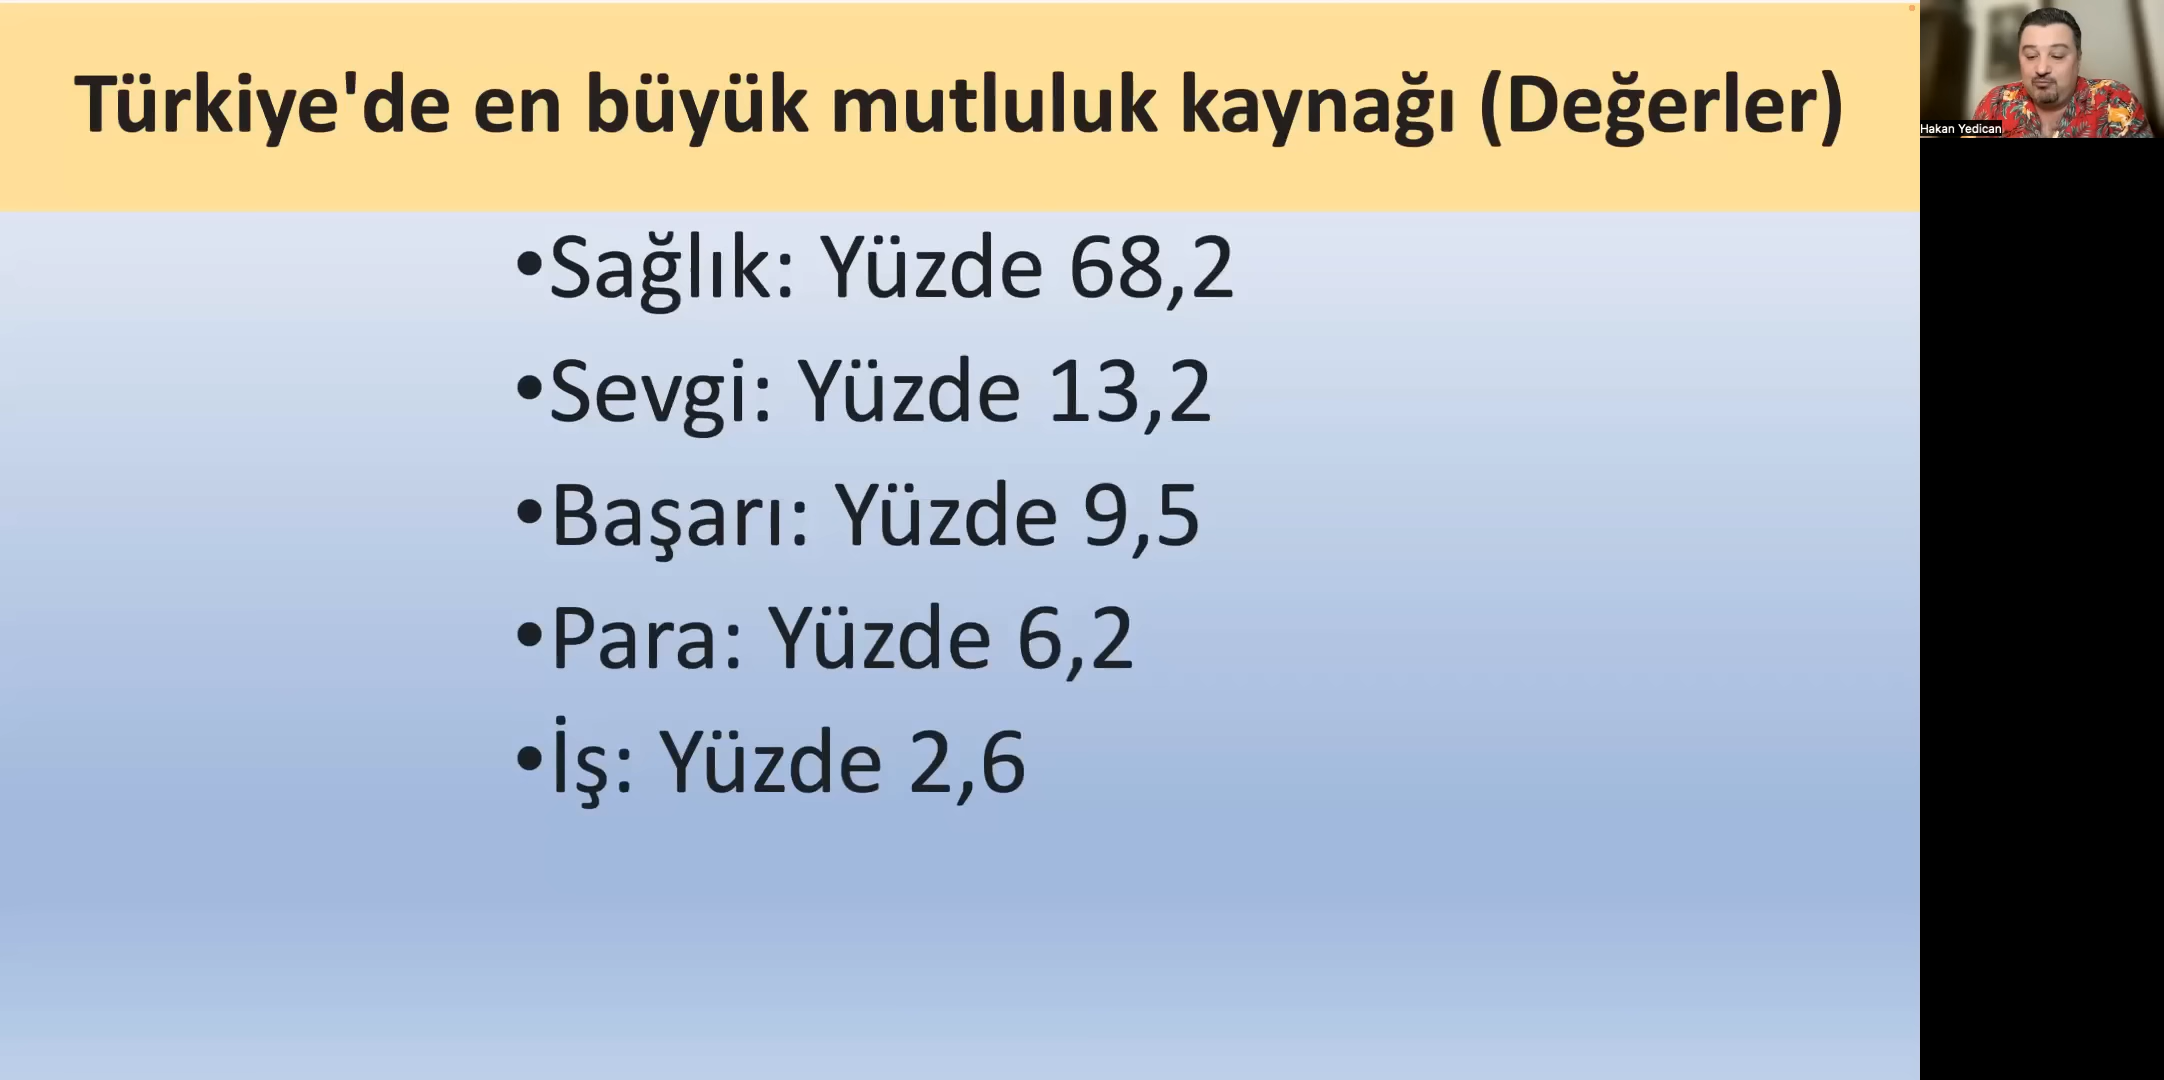 Türkiye'de en büyük mutluluk kaynağı (Değerler)
•Sağlık: Yüzde 68,2
•Sevgi: Yüzde 13,2
•Başarı: Yüzde 9,5
•Para: Yüzde 6,2
•İş: Yüzde 2,6
Hakan Yedican